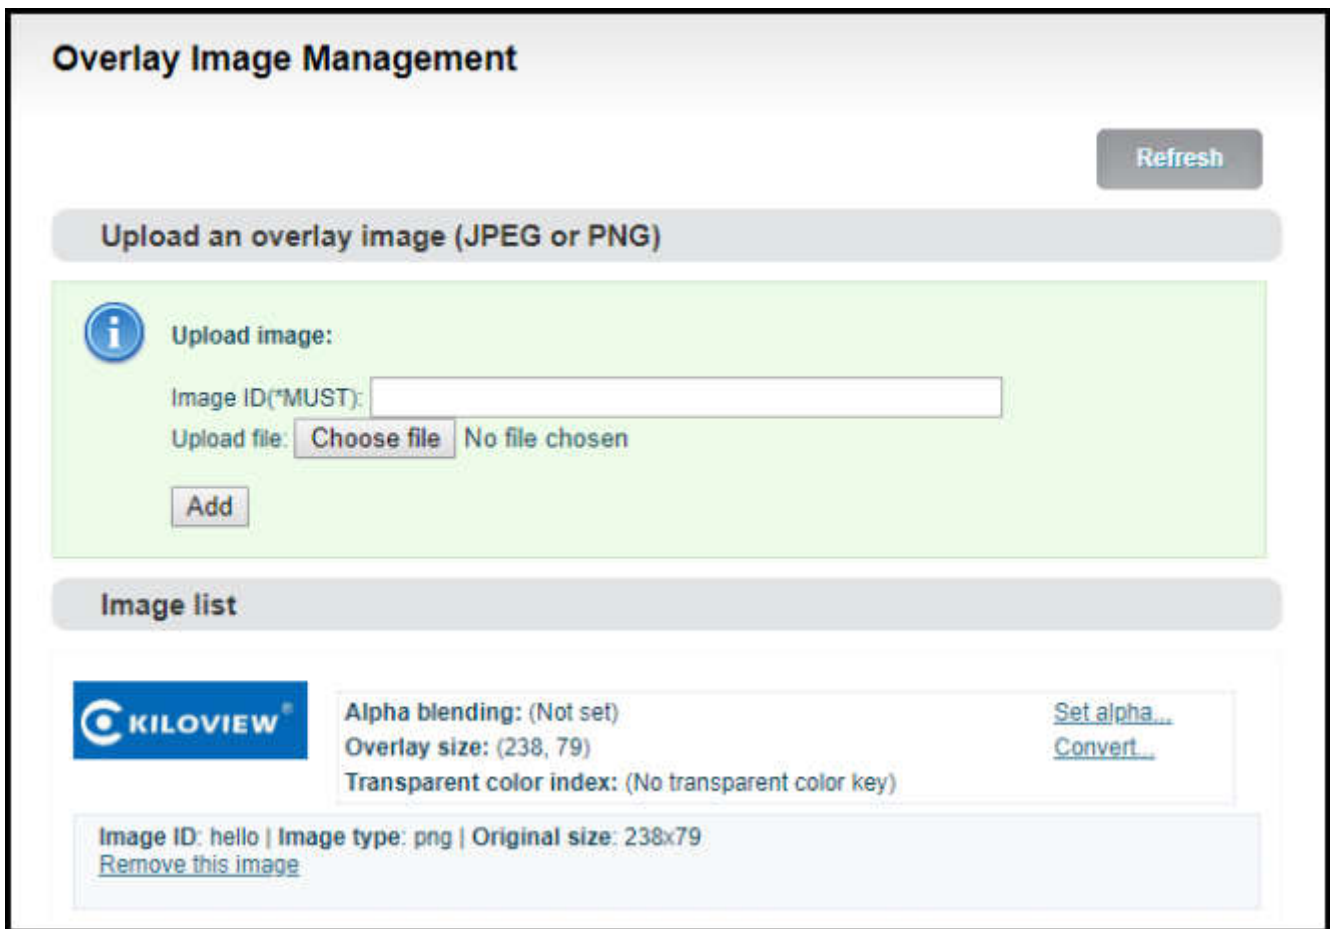 Overlay Image Management
Refresh
Upload an overlay image (JPEG or PNG)
Upload image:
Image ID(*MUST):
Upload file: Choose file No file chosen
Add
Image list
KILOVIEW®
Alpha blending: (Not set) Set alpha...
Overlay size: (238, 79) Convert...
Transparent color index: (No transparent color key)
Image ID: hello | Image type: png | Original size: 238x79
Remove this image